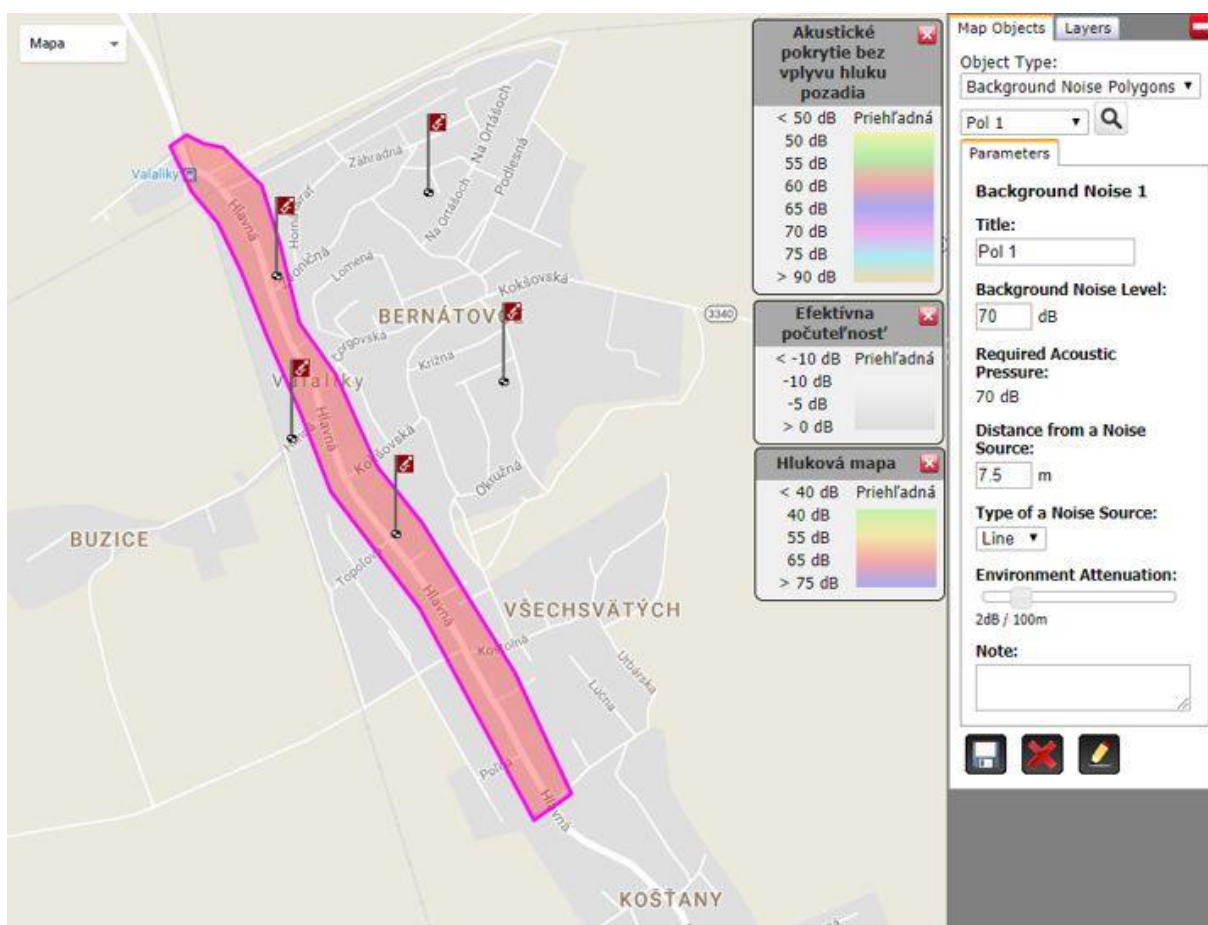 Mapa
Valaliky
Hlavná
Záhradná
Na Ortášoch
Na Ortášoch
Podlesná
Lomená
Kokšovská
BERNÁTOVCE
3340
Krížna
Valaliky
Hlavná
Kokšovská
Okružná
BUZICE
Hlavná
VŠECHSVÄTÝCH
Kostolná
Urbárska
Lúčna
Poľná
Hlavná
KOŠŤANY
Akustické
pokrytie bez
vplyvu hluku
pozadia
< 50 dB Priehľadná
50 dB
55 dB
60 dB
65 dB
70 dB
75 dB
> 90 dB
Efektívna
počuteľnosť
< -10 dB Priehľadná
-10 dB
-5 dB
> 0 dB
Hluková mapa
< 40 dB Priehľadná
40 dB
55 dB
65 dB
> 75 dB
Map Objects Layers
Object Type:
Background Noise Polygons
Pol 1
Parameters
Background Noise 1
Title:
Pol 1
Background Noise Level:
70 dB
Required Acoustic
Pressure:
70 dB
Distance from a Noise
Source:
7.5 m
Type of a Noise Source:
Line
Environment Attenuation:
2dB / 100m
Note: